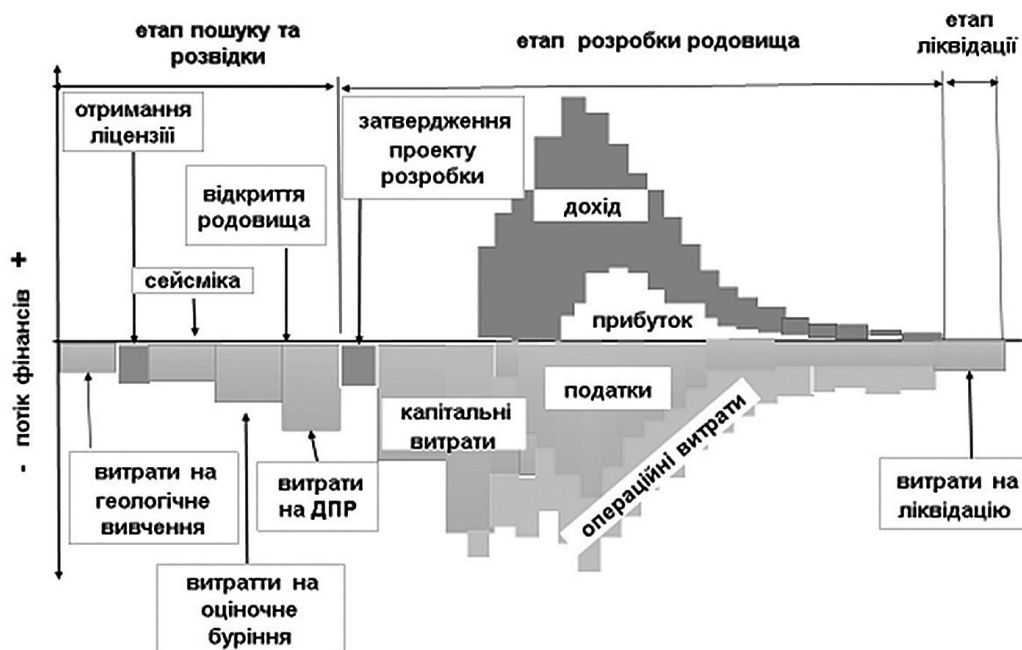 етап пошуку та
розвідки
етап розробки родовища
етап
ліквідації
отримання
ліцензіїї
затвердження
проекту
розробки
відкриття
родовища
сейсміка
дохід
прибуток
- потік фінансів +
податки
капітальні
витрати
операційні витрати
витрати на
геологічне
вивчення
витрати
на ДПР
витрати на
ліквідацію
витратти на
оціночне
буріння